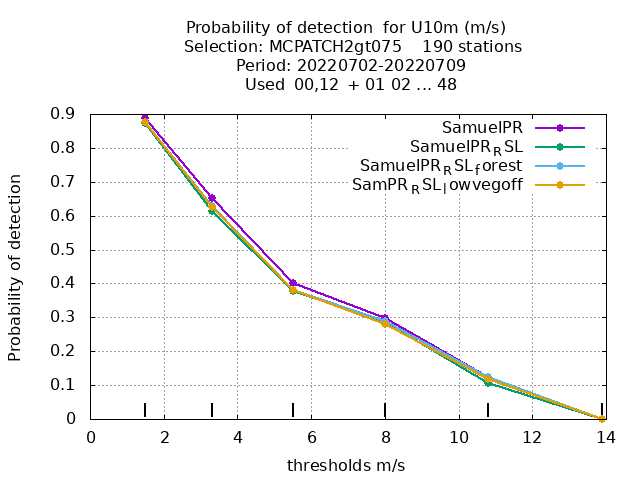 Probability of detection  for U10m (m/s)
Selection: MCPATCH2gt075    190 stations
Period: 20220702-20220709
Used  00,12  + 01 02 ... 48
SamuelPR
SamuelPR_RSL
SamuelPR_RSL_forest
SamPR_RSL_lowvegoff
Probability of detection
0.9
0.8
0.7
0.6
0.5
0.4
0.3
0.2
0.1
0
0 2 4 6 8 10 12 14
thresholds m/s